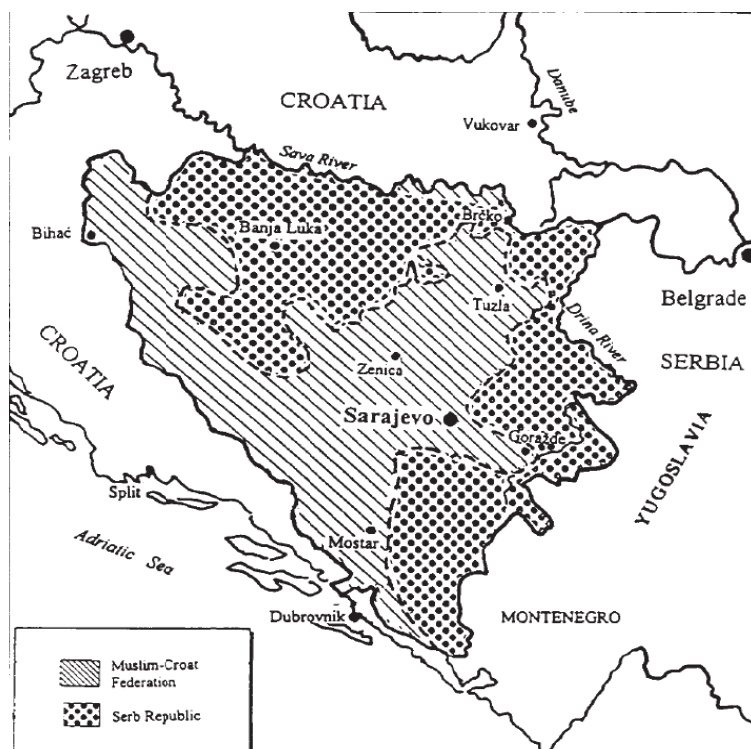 Zagreb
CROATIA
Danube
Vukovar
Sava River
Brčko
Bihać
Banja Luka
Belgrade
Tuzla
Drina River
SERBIA
CROATIA
Zenica
Sarajevo
Goražde
YUGOSLAVIA
Split
Mostar
Adriatic Sea
Dubrovnik
MONTENEGRO
Muslim-Croat
Federation
Serb Republic